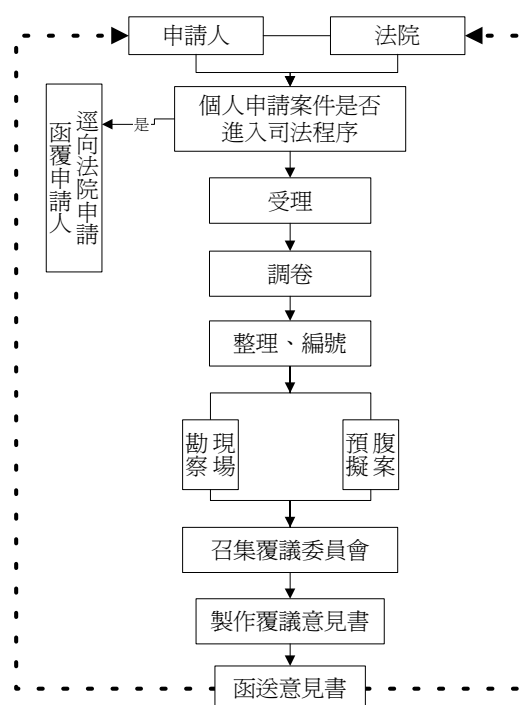 申請人
法院
個人申請案件是否
進入司法程序
是
逕向法院申請
函覆申請人
受理
調卷
整理、編號
現場
勘察
腹案
預擬
召集覆議委員會
製作覆議意見書
函送意見書